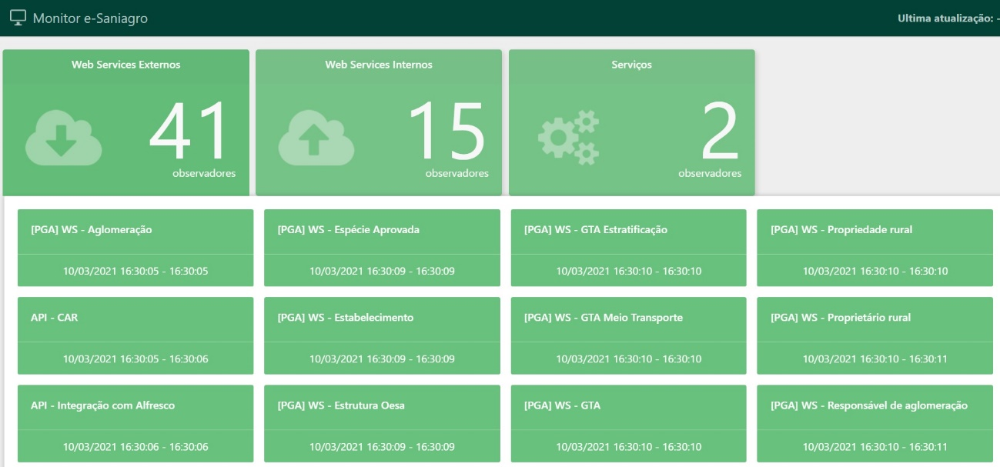 Monitor e-Saniagro
Ultima atualização: -
Web Services Externos
41
observadores
Web Services Internos
15
observadores
Serviços
2
observadores
[PGA] WS - Aglomeração
10/03/2021 16:30:05 - 16:30:05
[PGA] WS - Espécie Aprovada
10/03/2021 16:30:09 - 16:30:09
[PGA] WS - GTA Estratificação
10/03/2021 16:30:10 - 16:30:10
[PGA] WS - Propriedade rural
10/03/2021 16:30:10 - 16:30:10
API - CAR
10/03/2021 16:30:05 - 16:30:06
[PGA] WS - Estabelecimento
10/03/2021 16:30:09 - 16:30:09
[PGA] WS - GTA Meio Transporte
10/03/2021 16:30:10 - 16:30:10
[PGA] WS - Proprietário rural
10/03/2021 16:30:10 - 16:30:11
API - Integração com Alfresco
10/03/2021 16:30:06 - 16:30:06
[PGA] WS - Estrutura Oesa
10/03/2021 16:30:09 - 16:30:09
[PGA] WS - GTA
10/03/2021 16:30:10 - 16:30:10
[PGA] WS - Responsável de aglomeração
10/03/2021 16:30:10 - 16:30:11